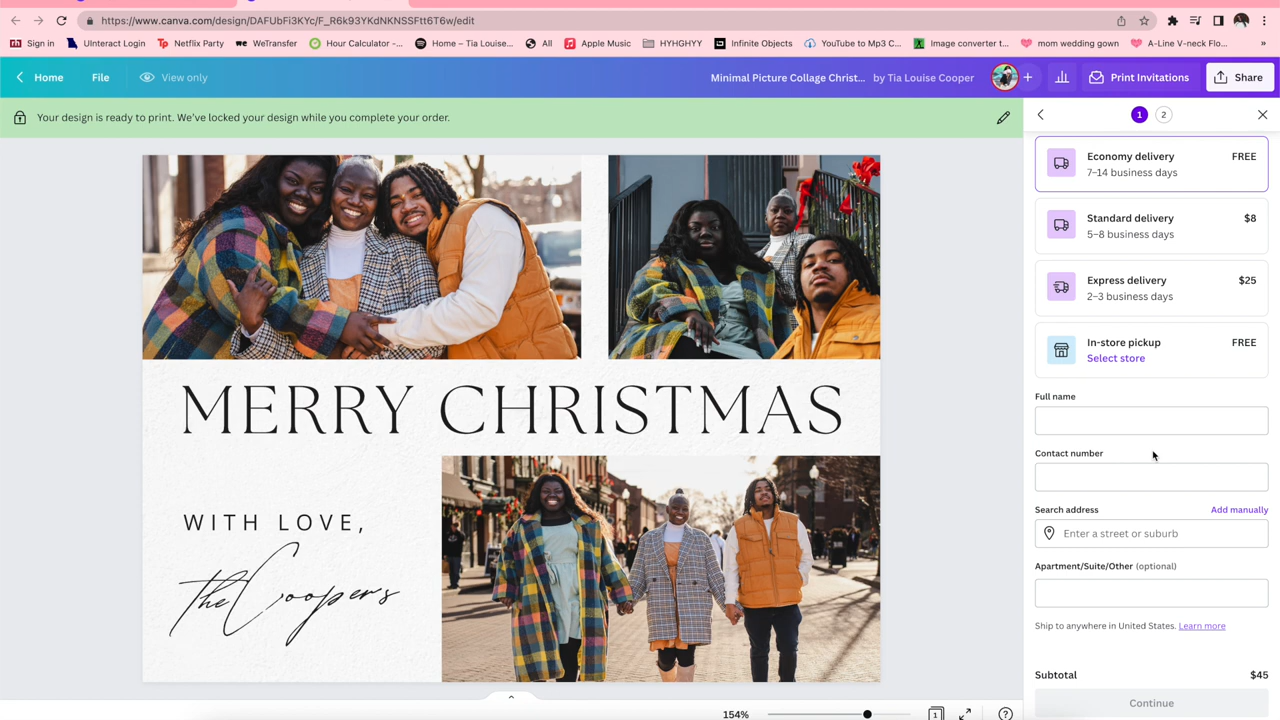 https://www.canva.com/design/DAFUbFi3KYc/F_R6k93YKdNKNSSFtt6T6w/edit
Sign in
UInteract Login
Netflix Party
WeTransfer
Hour Calculator -...
Home – Tia Louise...
All
Apple Music
HYHGHYY
Infinite Objects
YouTube to Mp3 C...
Image converter t...
mom wedding gown
A-Line V-neck Flo...
»
Home
File
View only
Minimal Picture Collage Christ... by Tia Louise Cooper
Print Invitations
Share
Your design is ready to print. We've locked your design while you complete your order.
1 2
Economy delivery FREE
7–14 business days
Standard delivery $8
5–8 business days
Express delivery $25
2–3 business days
In-store pickup FREE
Select store
MERRY CHRISTMAS
WITH LOVE,
the Coopers
Full name
Contact number
Search address Add manually
Enter a street or suburb
Apartment/Suite/Other (optional)
Ship to anywhere in United States. Learn more
Subtotal $45
Continue
154%
1
?